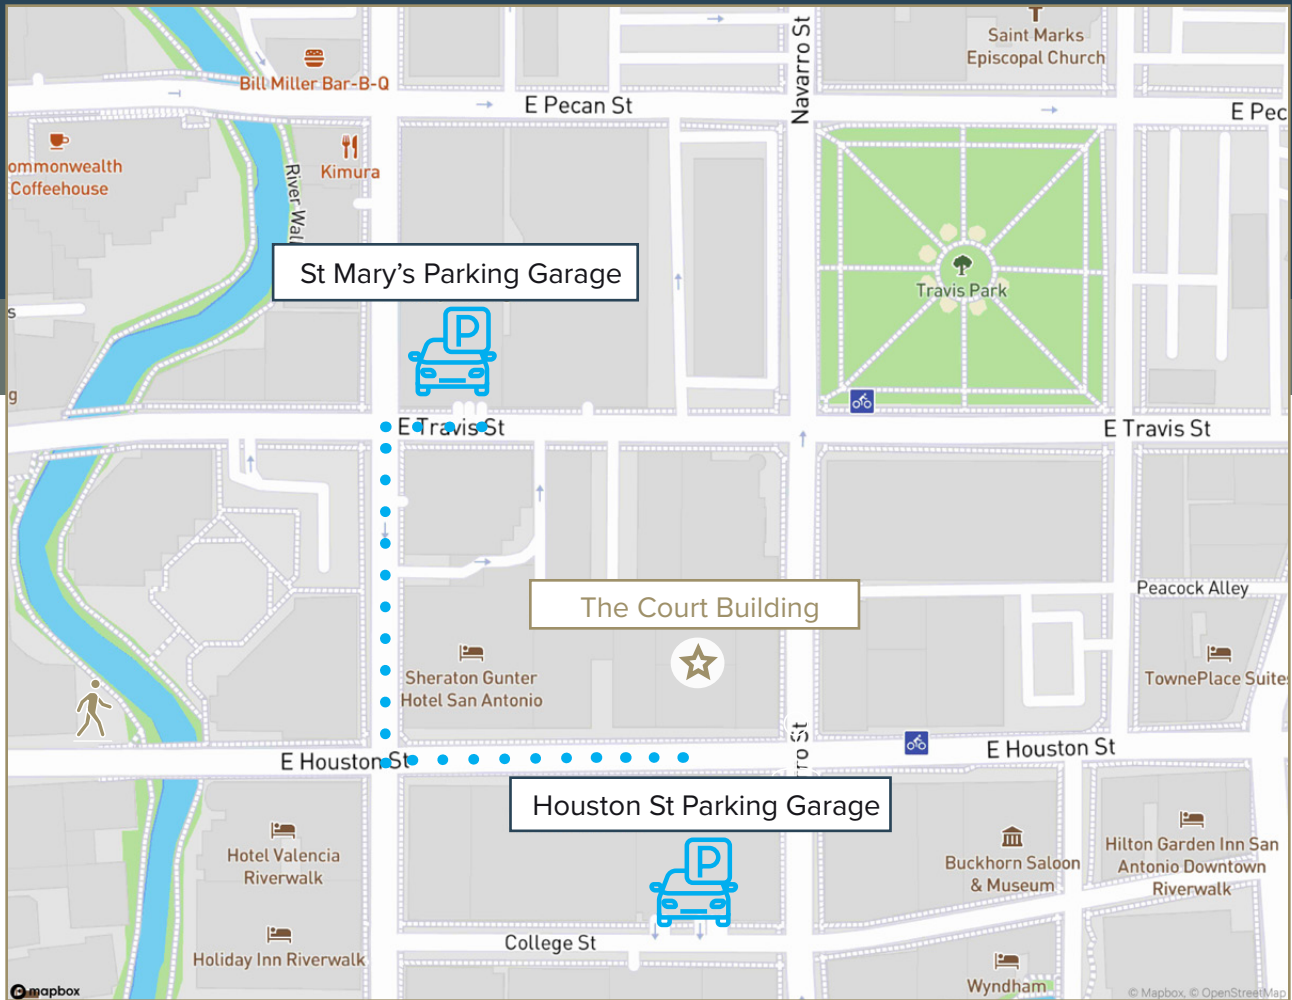 Saint Marks
Episcopal Church
Navarro St
Bill Miller Bar-B-Q
E Pecan St
E Pec
ommonwealth
Coffeehouse
Kimura
River Wal
St Mary's Parking Garage
P
Travis Park
s
g
E Travis St
E Travis St
Peacock Alley
The Court Building
Sheraton Gunter
Hotel San Antonio
TownePlace Suites
E Houston St
rro St
E Houston St
Houston St Parking Garage
P
Hotel Valencia
Riverwalk
Buckhorn Saloon
& Museum
Hilton Garden Inn San
Antonio Downtown
Riverwalk
College St
Holiday Inn Riverwalk
Wyndham
mapbox
© Mapbox, © OpenStreetMap